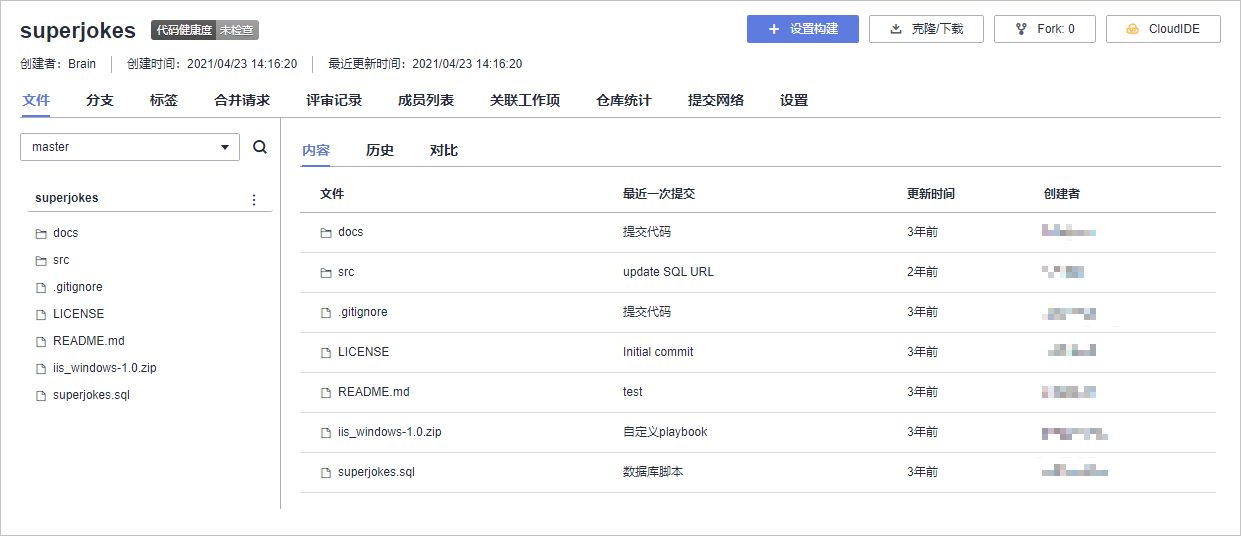 superjokes 代码健康度 未检查 设置构建 克隆/下载 Fork: 0 CloudIDE
创建者：Brain 创建时间：2021/04/23 14:16:20 最近更新时间：2021/04/23 14:16:20
文件 分支 标签 合并请求 评审记录 成员列表 关联工作项 仓库统计 提交网络 设置
master
superjokes
docs
src
.gitignore
LICENSE
README.md
iis_windows-1.0.zip
superjokes.sql
内容 历史 对比
文件 最近一次提交 更新时间 创建者
docs 提交代码 3年前
src update SQL URL 2年前
.gitignore 提交代码 3年前
LICENSE Initial commit 3年前
README.md test 3年前
iis_windows-1.0.zip 自定义playbook 3年前
superjokes.sql 数据库脚本 3年前